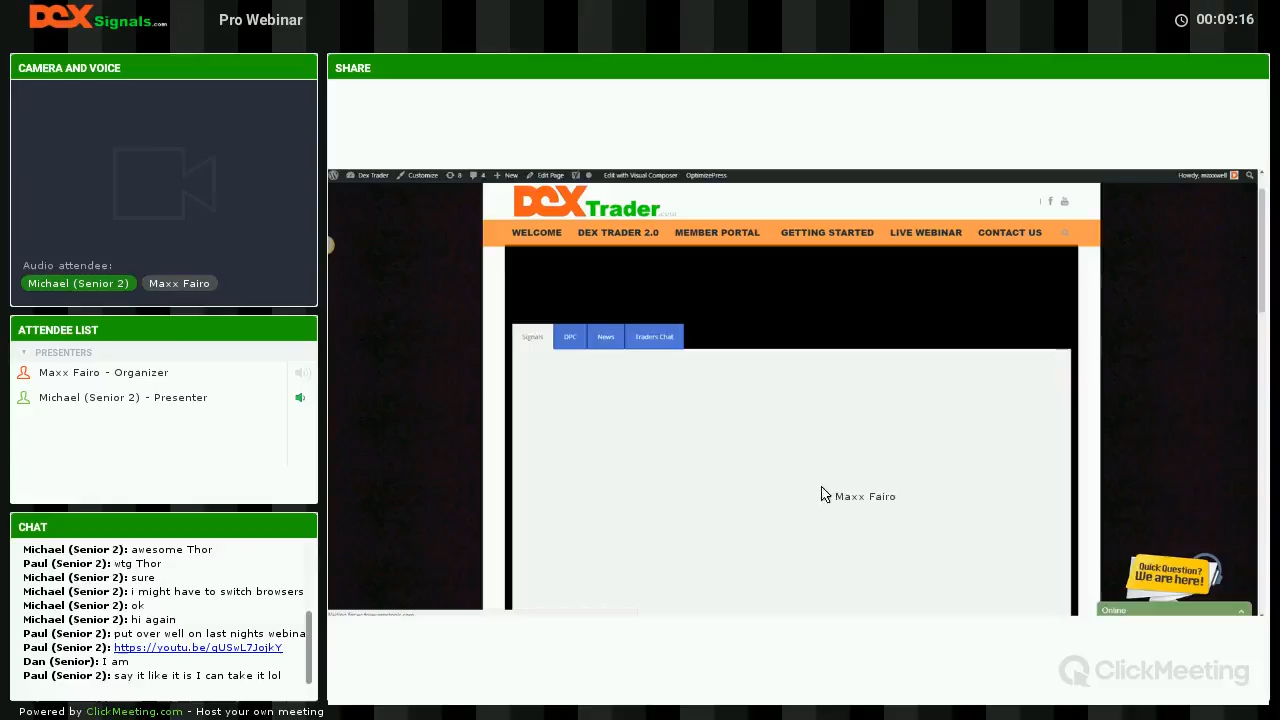 DEX Signals.com
Pro Webinar
00:09:16
CAMERA AND VOICE
Audio attendee:
Michael (Senior 2) Maxx Fairo
ATTENDEE LIST
PRESENTERS
Maxx Fairo - Organizer
Michael (Senior 2) - Presenter
CHAT
Michael (Senior 2): awesome Thor
Paul (Senior 2): wtg Thor
Michael (Senior 2): sure
Michael (Senior 2): i might have to switch browsers
Michael (Senior 2): ok
Michael (Senior 2): hi again
Paul (Senior 2): put over well on last nights webina
Paul (Senior 2): https://youtu.be/qUSwL7JojkY
Dan (Senior): I am
Paul (Senior 2): say it like it is I can take it lol
Powered by ClickMeeting.com - Host your own meeting
SHARE
Dex Trader Customize 8 4 New Edit Page Edit with Visual Composer OptimizePress Howdy, maxxwell
DEX Trader.com
WELCOME DEX TRADER 2.0 MEMBER PORTAL GETTING STARTED LIVE WEBINAR CONTACT US
Signals DPC News Traders Chat
Maxx Fairo
Quick Question?
We are here!
Online
ClickMeeting